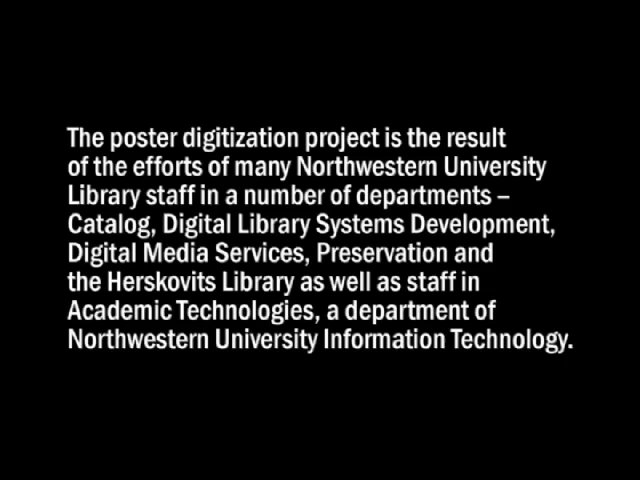 The poster digitization project is the result
of the efforts of many Northwestern University
Library staff in a number of departments –
Catalog, Digital Library Systems Development,
Digital Media Services, Preservation and
the Herskovits Library as well as staff in
Academic Technologies, a department of
Northwestern University Information Technology.